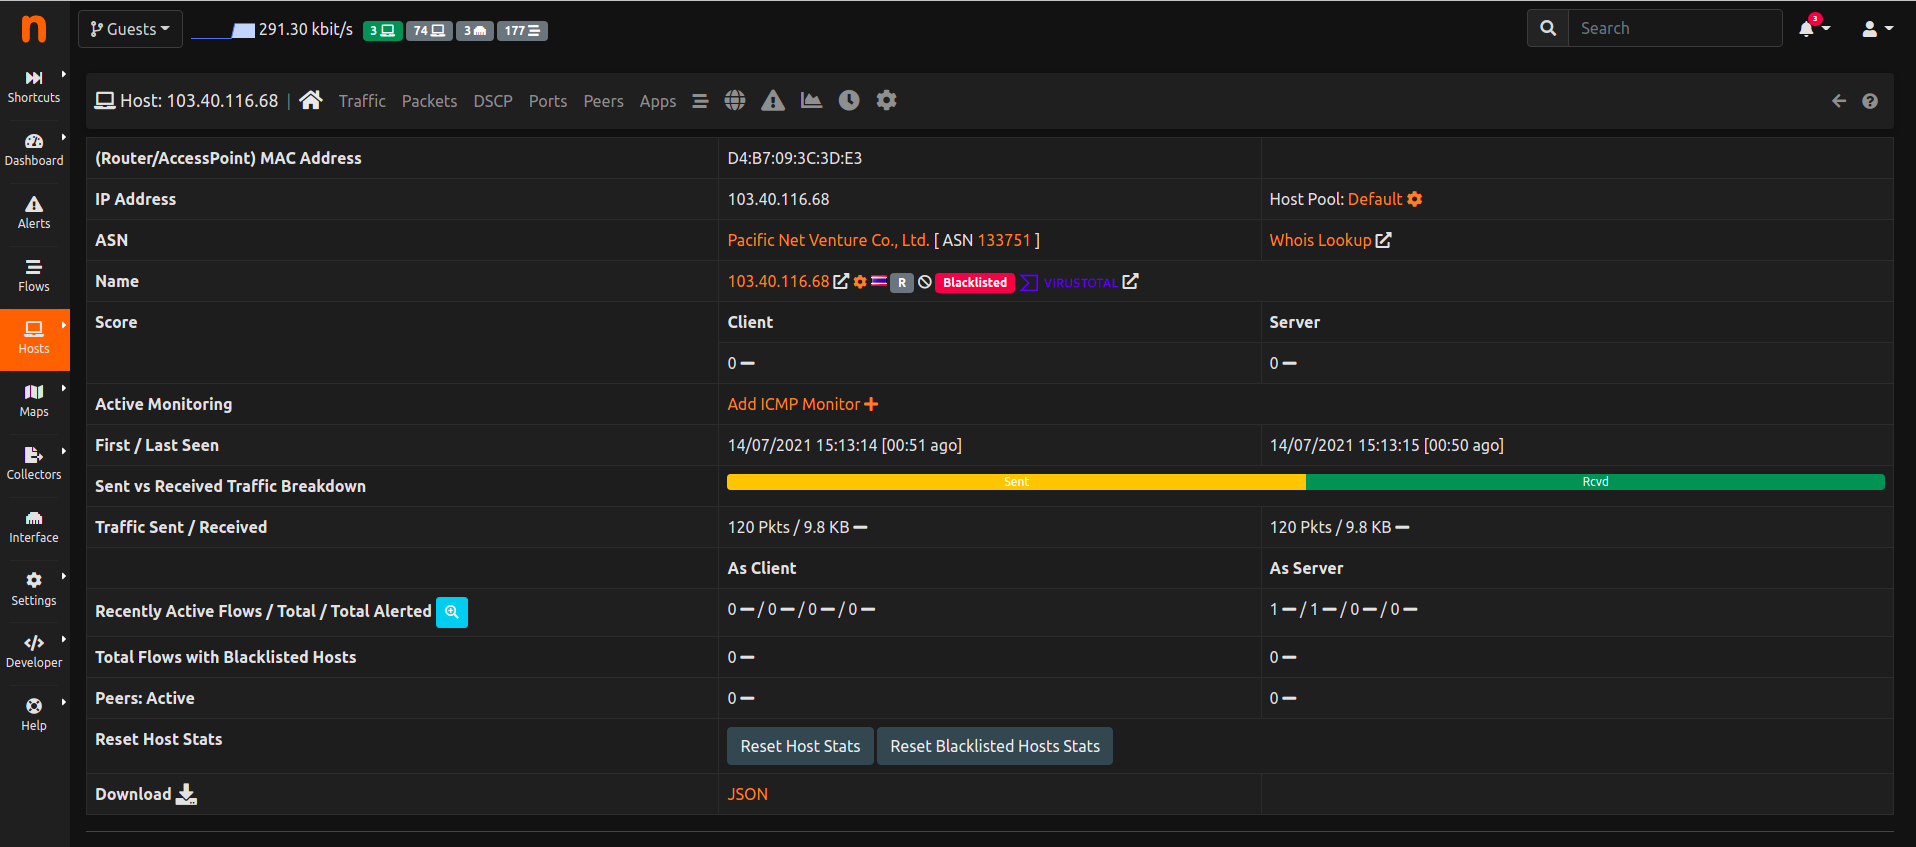 n Guests 291.30 kbit/s 3 74 3 177 Search 3
Shortcuts
Dashboard
Alerts
Flows
Hosts
Maps
Collectors
Interface
Settings
Developer
Help
Host: 103.40.116.68 | Traffic Packets DSCP Ports Peers Apps
(Router/AccessPoint) MAC Address D4:B7:09:3C:3D:E3
IP Address 103.40.116.68 Host Pool: Default
ASN Pacific Net Venture Co., Ltd. [ ASN 133751 ] Whois Lookup
Name 103.40.116.68 R Blacklisted VIRUSTOTAL
Score Client Server
0 0
Active Monitoring Add ICMP Monitor
First / Last Seen 14/07/2021 15:13:14 [00:51 ago] 14/07/2021 15:13:15 [00:50 ago]
Sent vs Received Traffic Breakdown Sent Rcvd
Traffic Sent / Received 120 Pkts / 9.8 KB 120 Pkts / 9.8 KB
As Client As Server
Recently Active Flows / Total / Total Alerted 0 / 0 / 0 / 0 1 / 1 / 0 / 0
Total Flows with Blacklisted Hosts 0 0
Peers: Active 0 0
Reset Host Stats Reset Host Stats Reset Blacklisted Hosts Stats
Download JSON